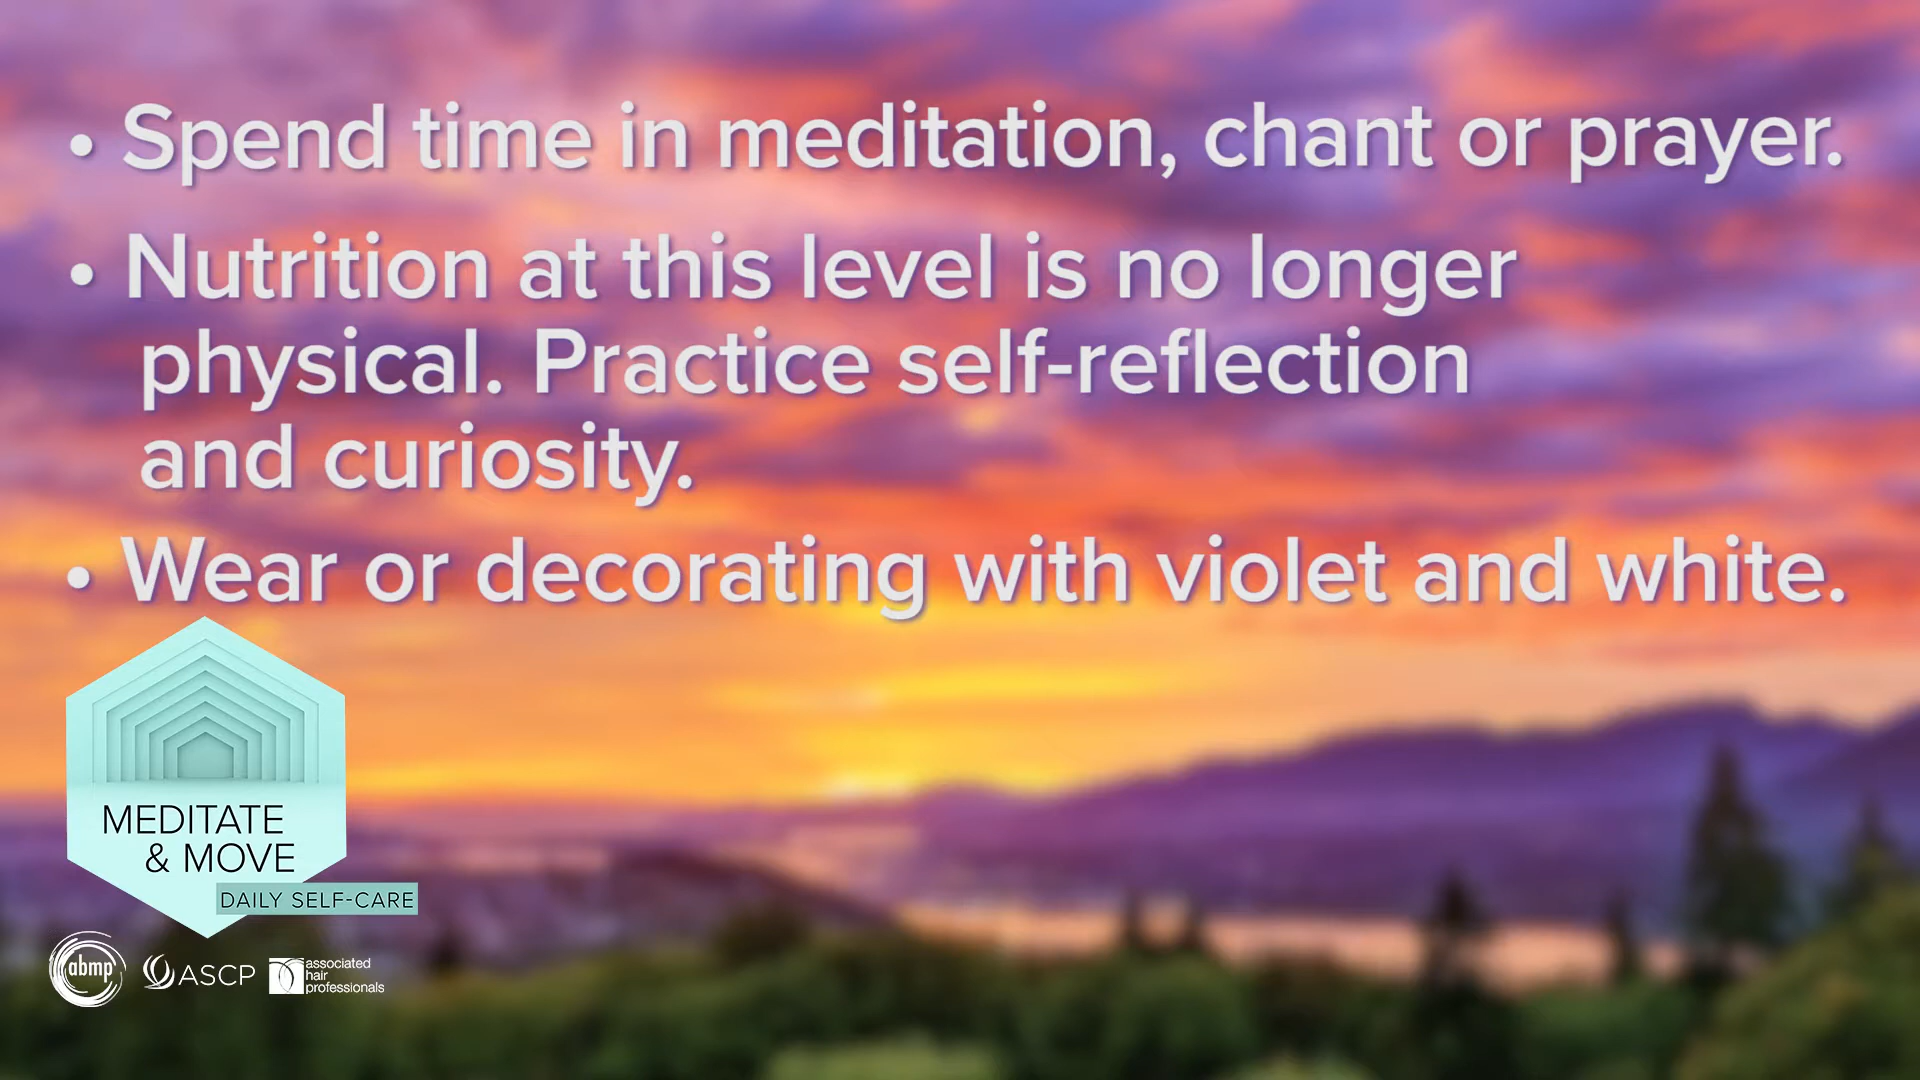 • Spend time in meditation, chant or prayer.
• Nutrition at this level is no longer
physical. Practice self-reflection
and curiosity.
• Wear or decorating with violet and white.
MEDITATE
& MOVE
DAILY SELF-CARE
abmp
ASCP
associated
hair
professionals